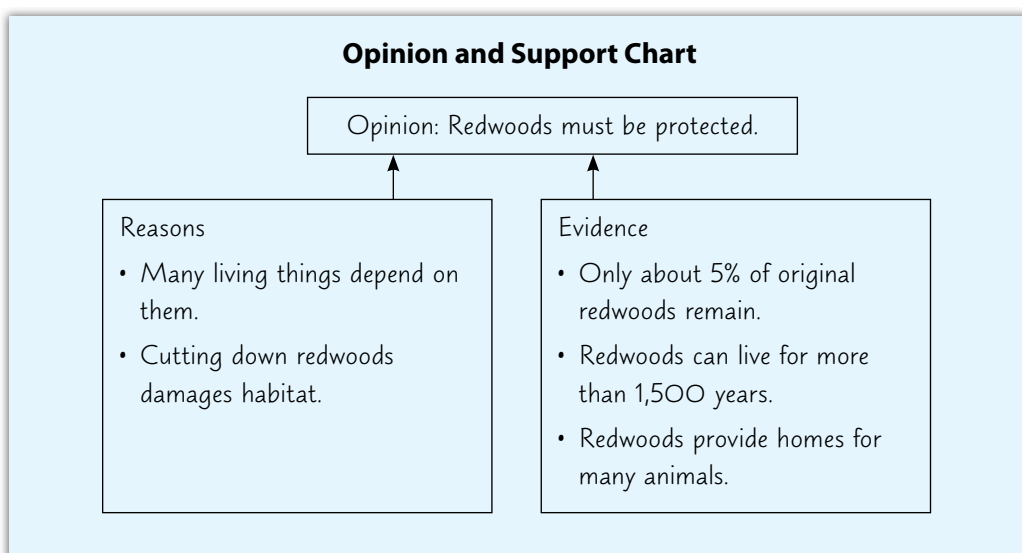 Opinion and Support Chart
Opinion: Redwoods must be protected.
Reasons
• Many living things depend on
them.
• Cutting down redwoods
damages habitat.
Evidence
• Only about 5% of original
redwoods remain.
• Redwoods can live for more
than 1,500 years.
• Redwoods provide homes for
many animals.